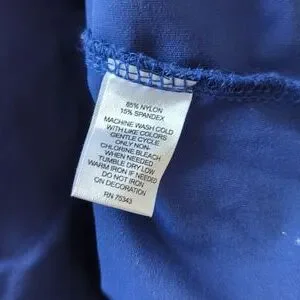 85% NYLON
15% SPANDEX
MACHINE WASH COLD
WITH LIKE COLORS
GENTLE CYCLE
ONLY NON-
CHLORINE BLEACH
WHEN NEEDED
TUMBLE DRY LOW
WARM IRON IF NEEDED
DO NOT IRON
ON DECORATION
RN 75343